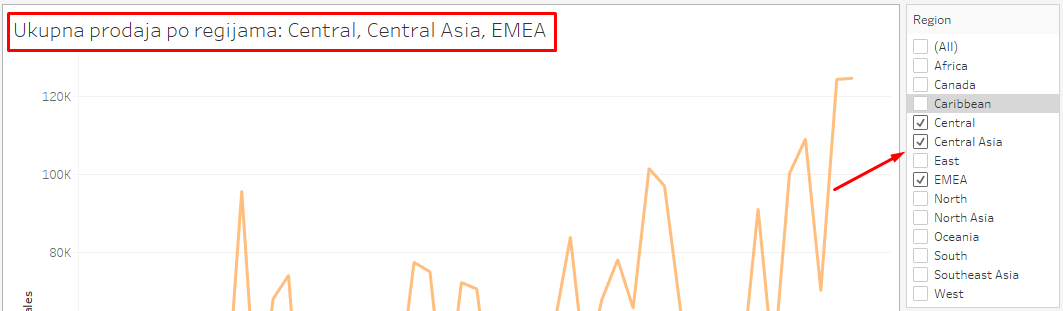 Ukupna prodaja po regijama: Central, Central Asia, EMEA
120K
100K
80K
ales
Region
(All)
Africa
Canada
Caribbean
Central
Central Asia
East
EMEA
North
North Asia
Oceania
South
Southeast Asia
West